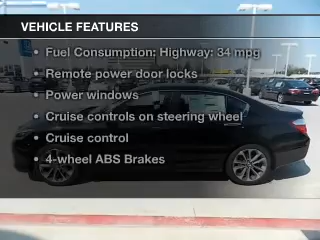 VEHICLE FEATURES
• Fuel Consumption: Highway: 34 mpg
• Remote power door locks
• Power windows
• Cruise controls on steering wheel
• Cruise control
• 4-wheel ABS Brakes